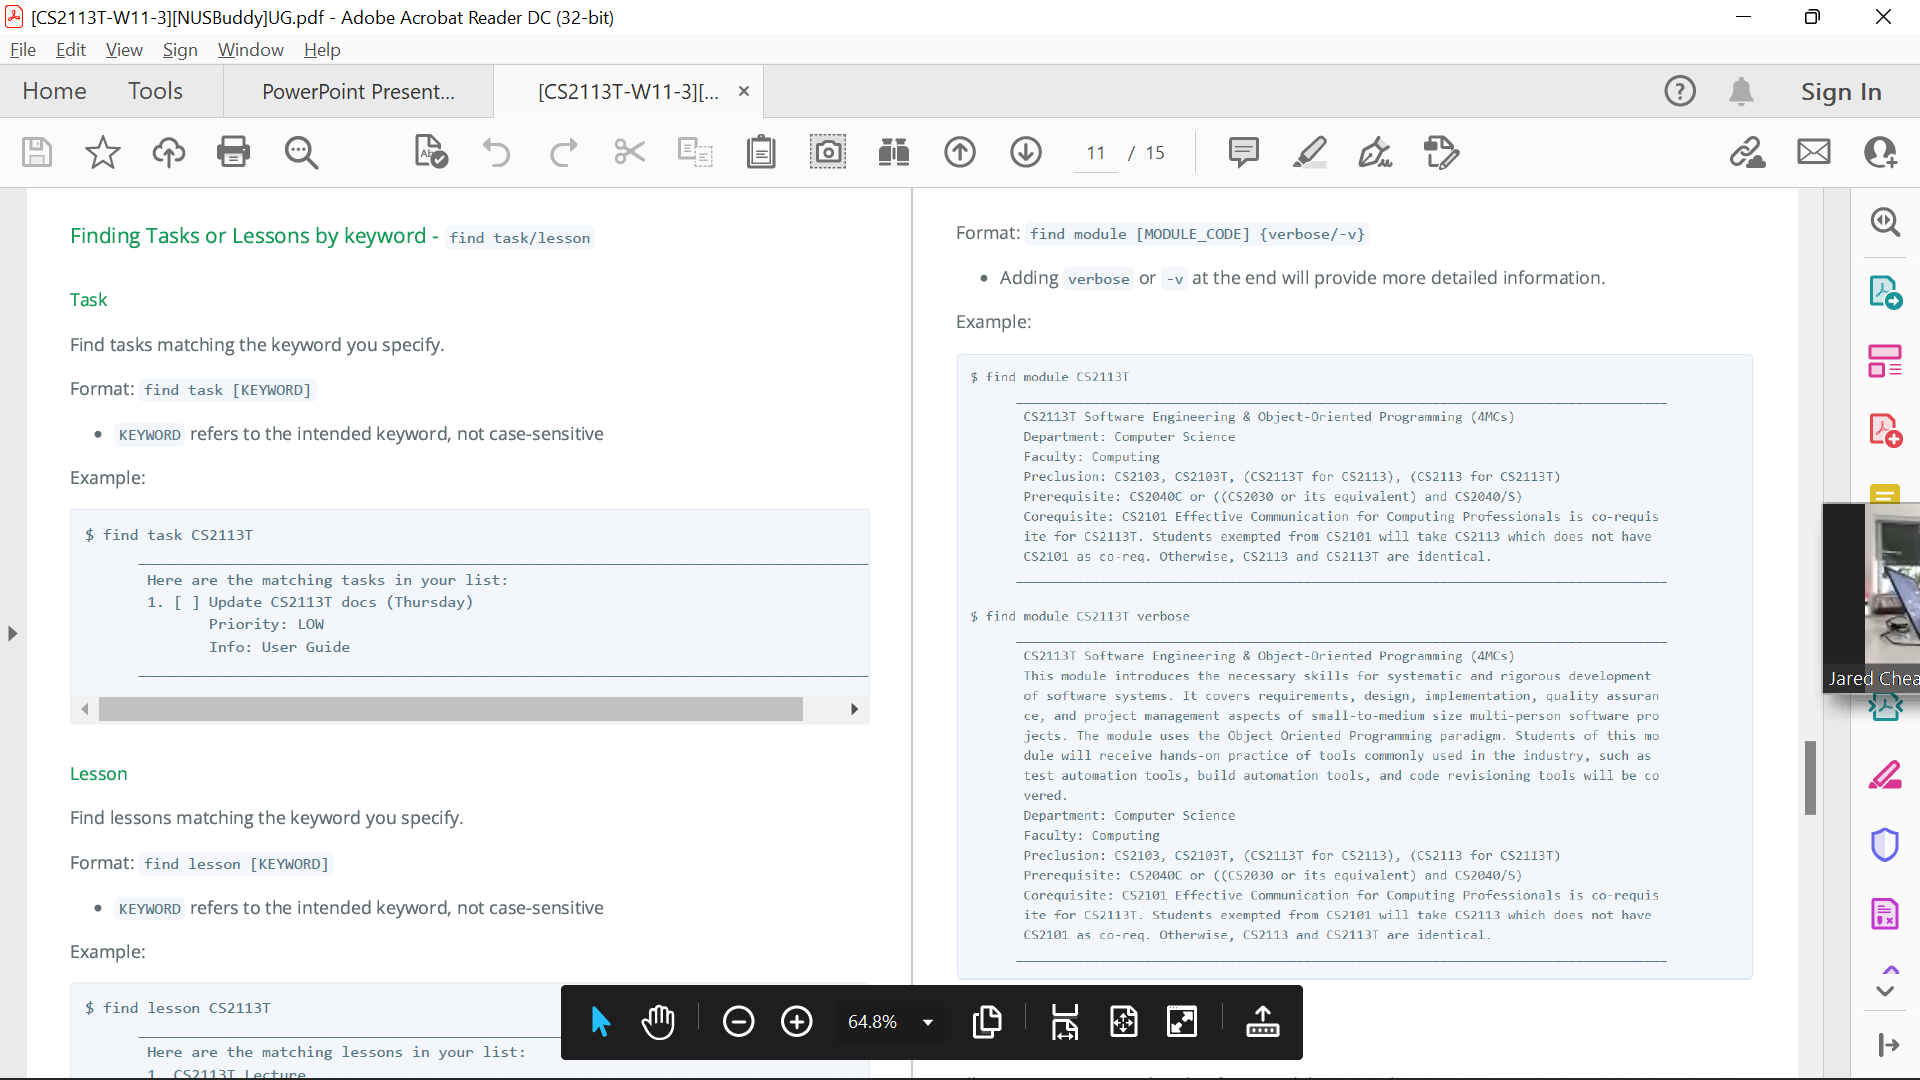 [CS2113T-W11-3][NUSBuddy]UG.pdf - Adobe Acrobat Reader DC (32-bit)
File Edit View Sign Window Help
Home Tools PowerPoint Present... [CS2113T-W11-3][... × Sign In
11 / 15
Finding Tasks or Lessons by keyword - find task/lesson
Task
Find tasks matching the keyword you specify.
Format: find task [KEYWORD]
• KEYWORD refers to the intended keyword, not case-sensitive
Example:
$ find task CS2113T
Here are the matching tasks in your list:
1. [ ] Update CS2113T docs (Thursday)
Priority: LOW
Info: User Guide
Lesson
Find lessons matching the keyword you specify.
Format: find lesson [KEYWORD]
• KEYWORD refers to the intended keyword, not case-sensitive
Example:
$ find lesson CS2113T
Here are the matching lessons in your list:
1. CS2113T Lecture
Format: find module [MODULE_CODE] {verbose/-v}
• Adding verbose or -v at the end will provide more detailed information.
Example:
$ find module CS2113T
CS2113T Software Engineering & Object-Oriented Programming (4MCs)
Department: Computer Science
Faculty: Computing
Preclusion: CS2103, CS2103T, (CS2113T for CS2113), (CS2113 for CS2113T)
Prerequisite: CS2040C or ((CS2030 or its equivalent) and CS2040/S)
Corequisite: CS2101 Effective Communication for Computing Professionals is co-requis
ite for CS2113T. Students exempted from CS2101 will take CS2113 which does not have
CS2101 as co-req. Otherwise, CS2113 and CS2113T are identical.
$ find module CS2113T verbose
CS2113T Software Engineering & Object-Oriented Programming (4MCs)
This module introduces the necessary skills for systematic and rigorous development
of software systems. It covers requirements, design, implementation, quality assuran
ce, and project management aspects of small-to-medium size multi-person software pro
jects. The module uses the Object Oriented Programming paradigm. Students of this mo
dule will receive hands-on practice of tools commonly used in the industry, such as
test automation tools, build automation tools, and code revisioning tools will be co
vered.
Department: Computer Science
Faculty: Computing
Preclusion: CS2103, CS2103T, (CS2113T for CS2113), (CS2113 for CS2113T)
Prerequisite: CS2040C or ((CS2030 or its equivalent) and CS2040/S)
Corequisite: CS2101 Effective Communication for Computing Professionals is co-requis
ite for CS2113T. Students exempted from CS2101 will take CS2113 which does not have
CS2101 as co-req. Otherwise, CS2113 and CS2113T are identical.
Jared Chea
64.8%